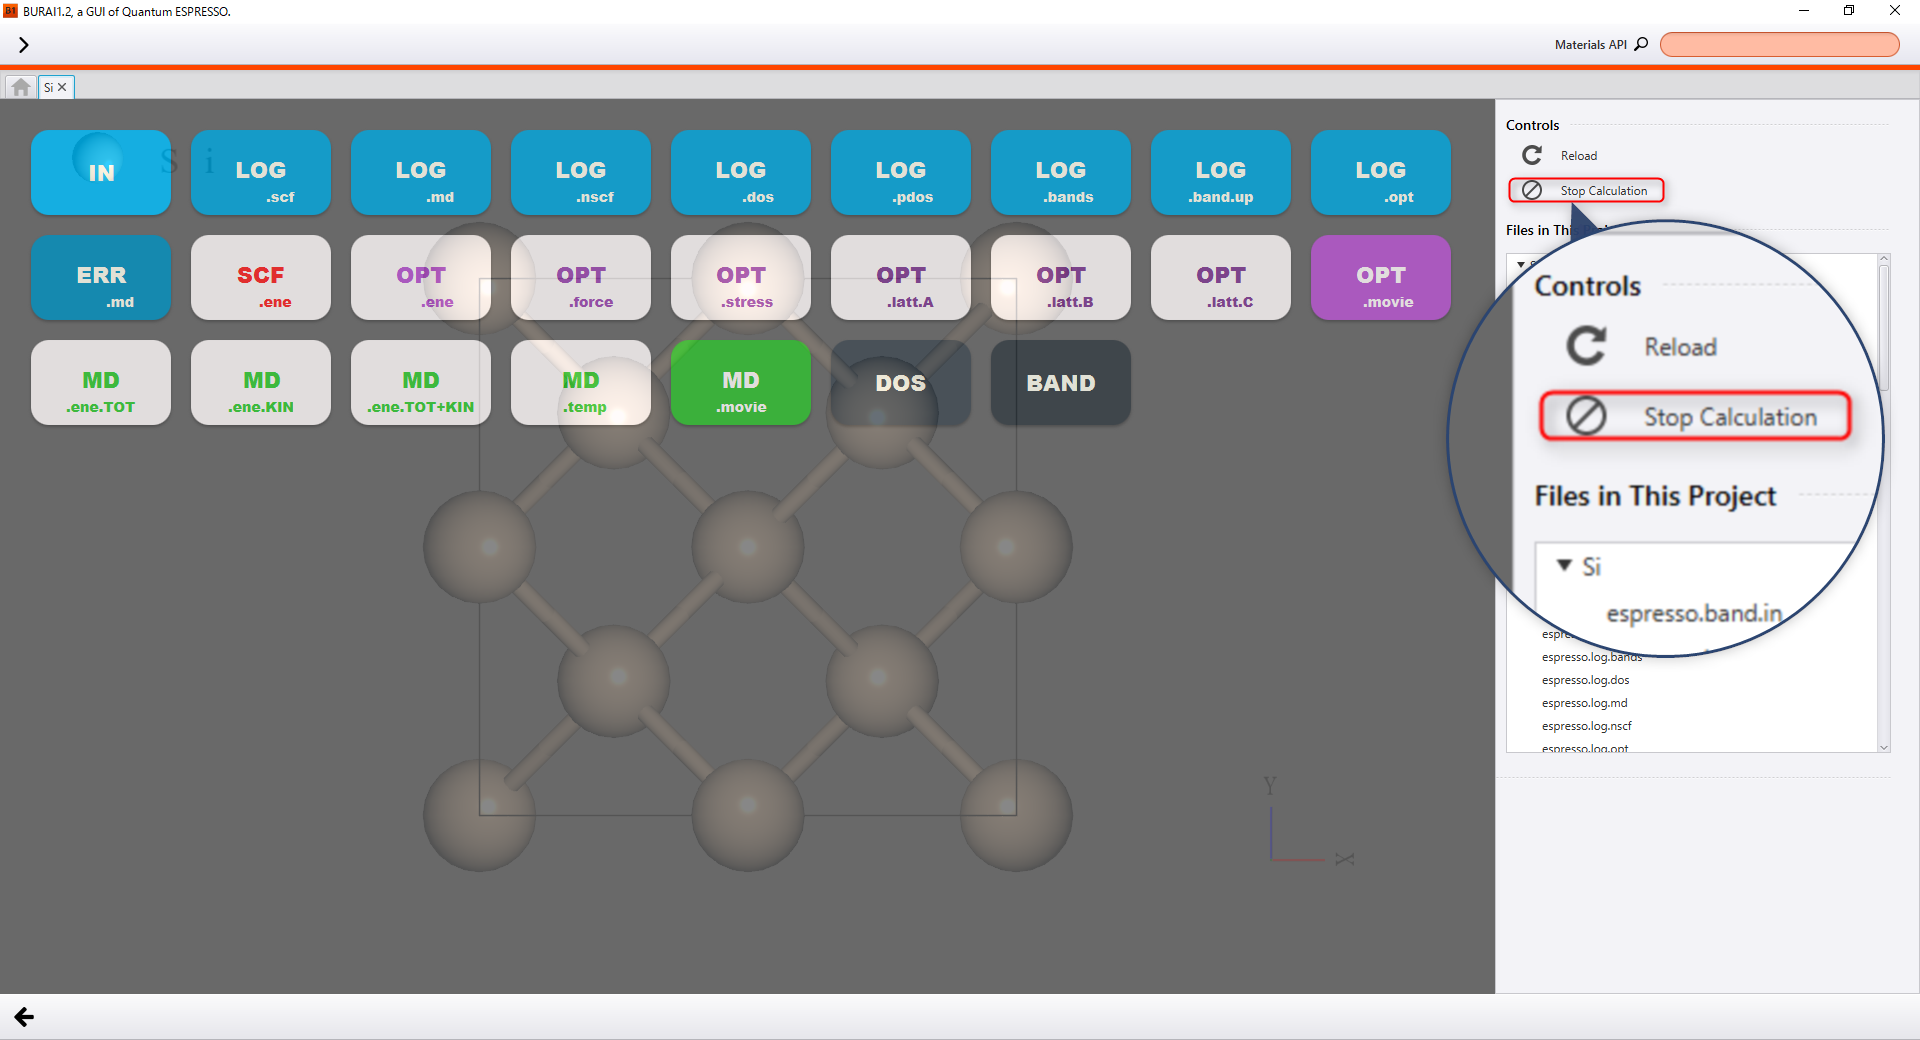 BURAI1.2, a GUI of Quantum ESPRESSO.
Materials API
Si
Si
IN
LOG .scf
LOG .md
LOG .nscf
LOG .dos
LOG .pdos
LOG .bands
LOG .band.up
LOG .opt
ERR .md
SCF .ene
OPT .ene
OPT .force
OPT .stress
OPT .latt.A
OPT .latt.B
OPT .latt.C
OPT .movie
MD .ene.TOT
MD .ene.KIN
MD .ene.TOT+KIN
MD .temp
MD .movie
DOS
BAND
Y
X
Controls
Reload
Stop Calculation
Files in This
Controls
Reload
Stop Calculation
Files in This Project
Si
espresso.band.in
espresso.log.bands
espresso.log.dos
espresso.log.md
espresso.log.nscf
espresso.log.opt